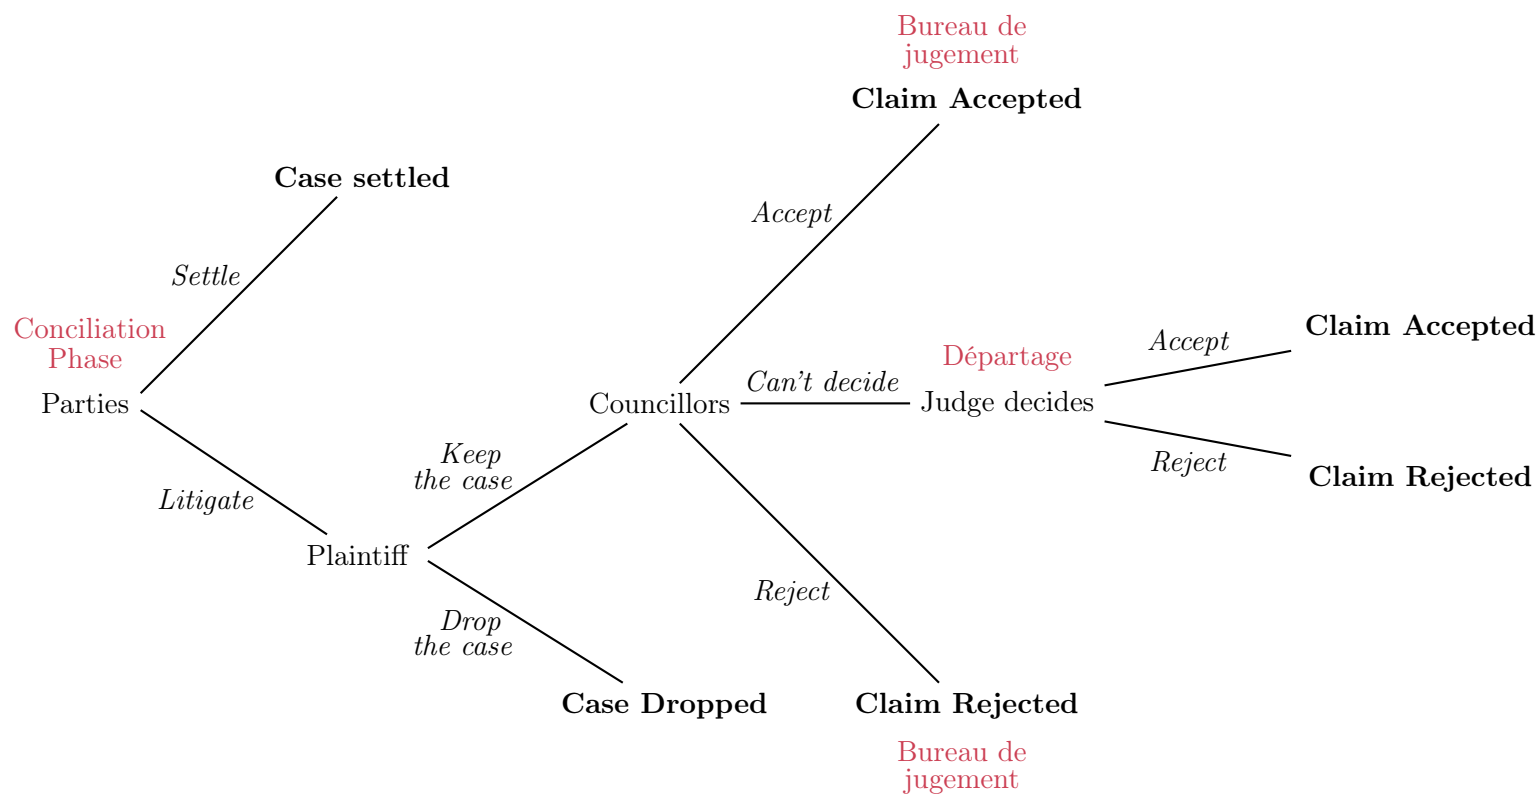 Bureau de
jugement
Claim Accepted
Case settled
Accept
Settle
Conciliation
Phase
Parties
Claim Accepted
Accept
Départage
Can't decide
Councillors
Judge decides
Keep
the case
Reject
Claim Rejected
Litigate
Plaintiff
Reject
Drop
the case
Case Dropped
Claim Rejected
Bureau de
jugement